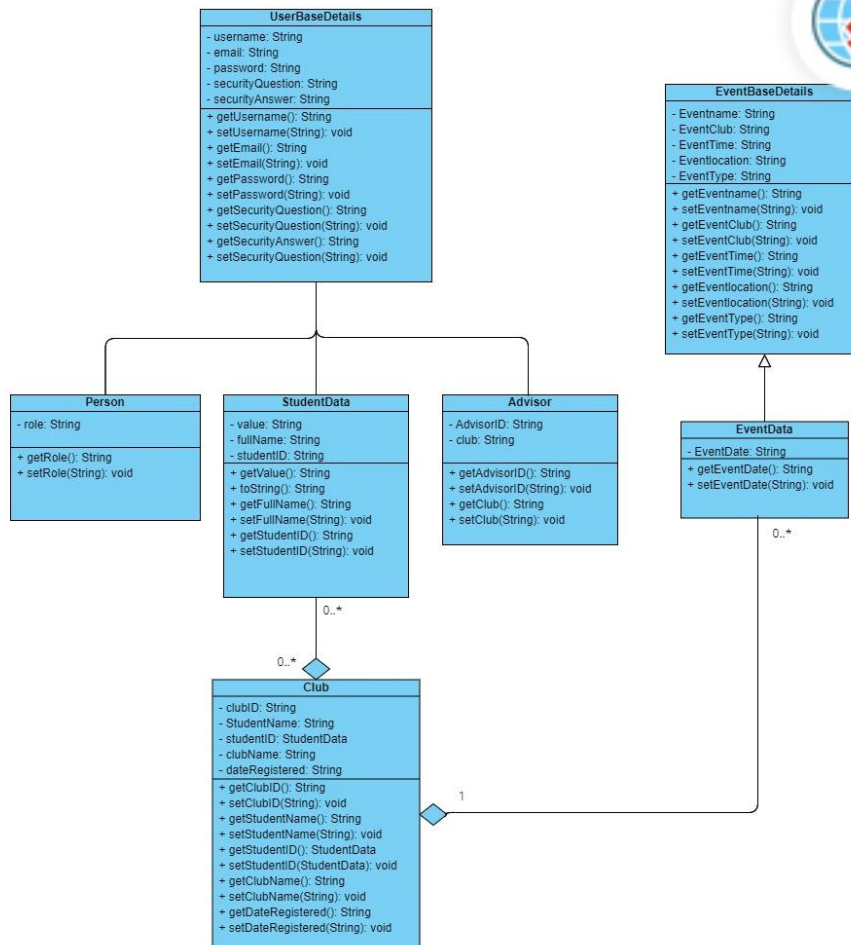 UserBaseDetails
- username: String
- email: String
- password: String
- securityQuestion: String
- securityAnswer: String
+ getUsername(): String
+ setUsername(String): void
+ getEmail(): String
+ setEmail(String): void
+ getPassword(): String
+ setPassword(String): void
+ getSecurityQuestion(): String
+ setSecurityQuestion(String): void
+ getSecurityAnswer(): String
+ setSecurityQuestion(String): void
EventBaseDetails
- Eventname: String
- EventClub: String
- EventTime: String
- Eventlocation: String
- EventType: String
+ getEventname(): String
+ setEventname(String): void
+ getEventClub(): String
+ setEventClub(String): void
+ getEventTime(): String
+ setEventTime(String): void
+ getEventlocation(): String
+ setEventlocation(String): void
+ getEventType(): String
+ setEventType(String): void
Person
- role: String
+ getRole(): String
+ setRole(String): void
StudentData
- value: String
- fullName: String
- studentID: String
+ getValue(): String
+ toString(): String
+ getFullName(): String
+ setFullName(String): void
+ getStudentID(): String
+ setStudentID(String): void
Advisor
- AdvisorID: String
- club: String
+ getAdvisorID(): String
+ setAdvisorID(String): void
+ getClub(): String
+ setClub(String): void
EventData
- EventDate: String
+ getEventDate(): String
+ setEventDate(String): void
0..*
0..*
0..*
Club
- clubID: String
- StudentName: String
- studentID: StudentData
- clubName: String
- dateRegistered: String
+ getClubID(): String
+ setClubID(String): void
+ getStudentName(): String
+ setStudentName(String): void
+ getStudentID(): StudentData
+ setStudentID(StudentData): void
+ getClubName(): String
+ setClubName(String): void
+ getDateRegistered(): String
+ setDateRegistered(String): void
1